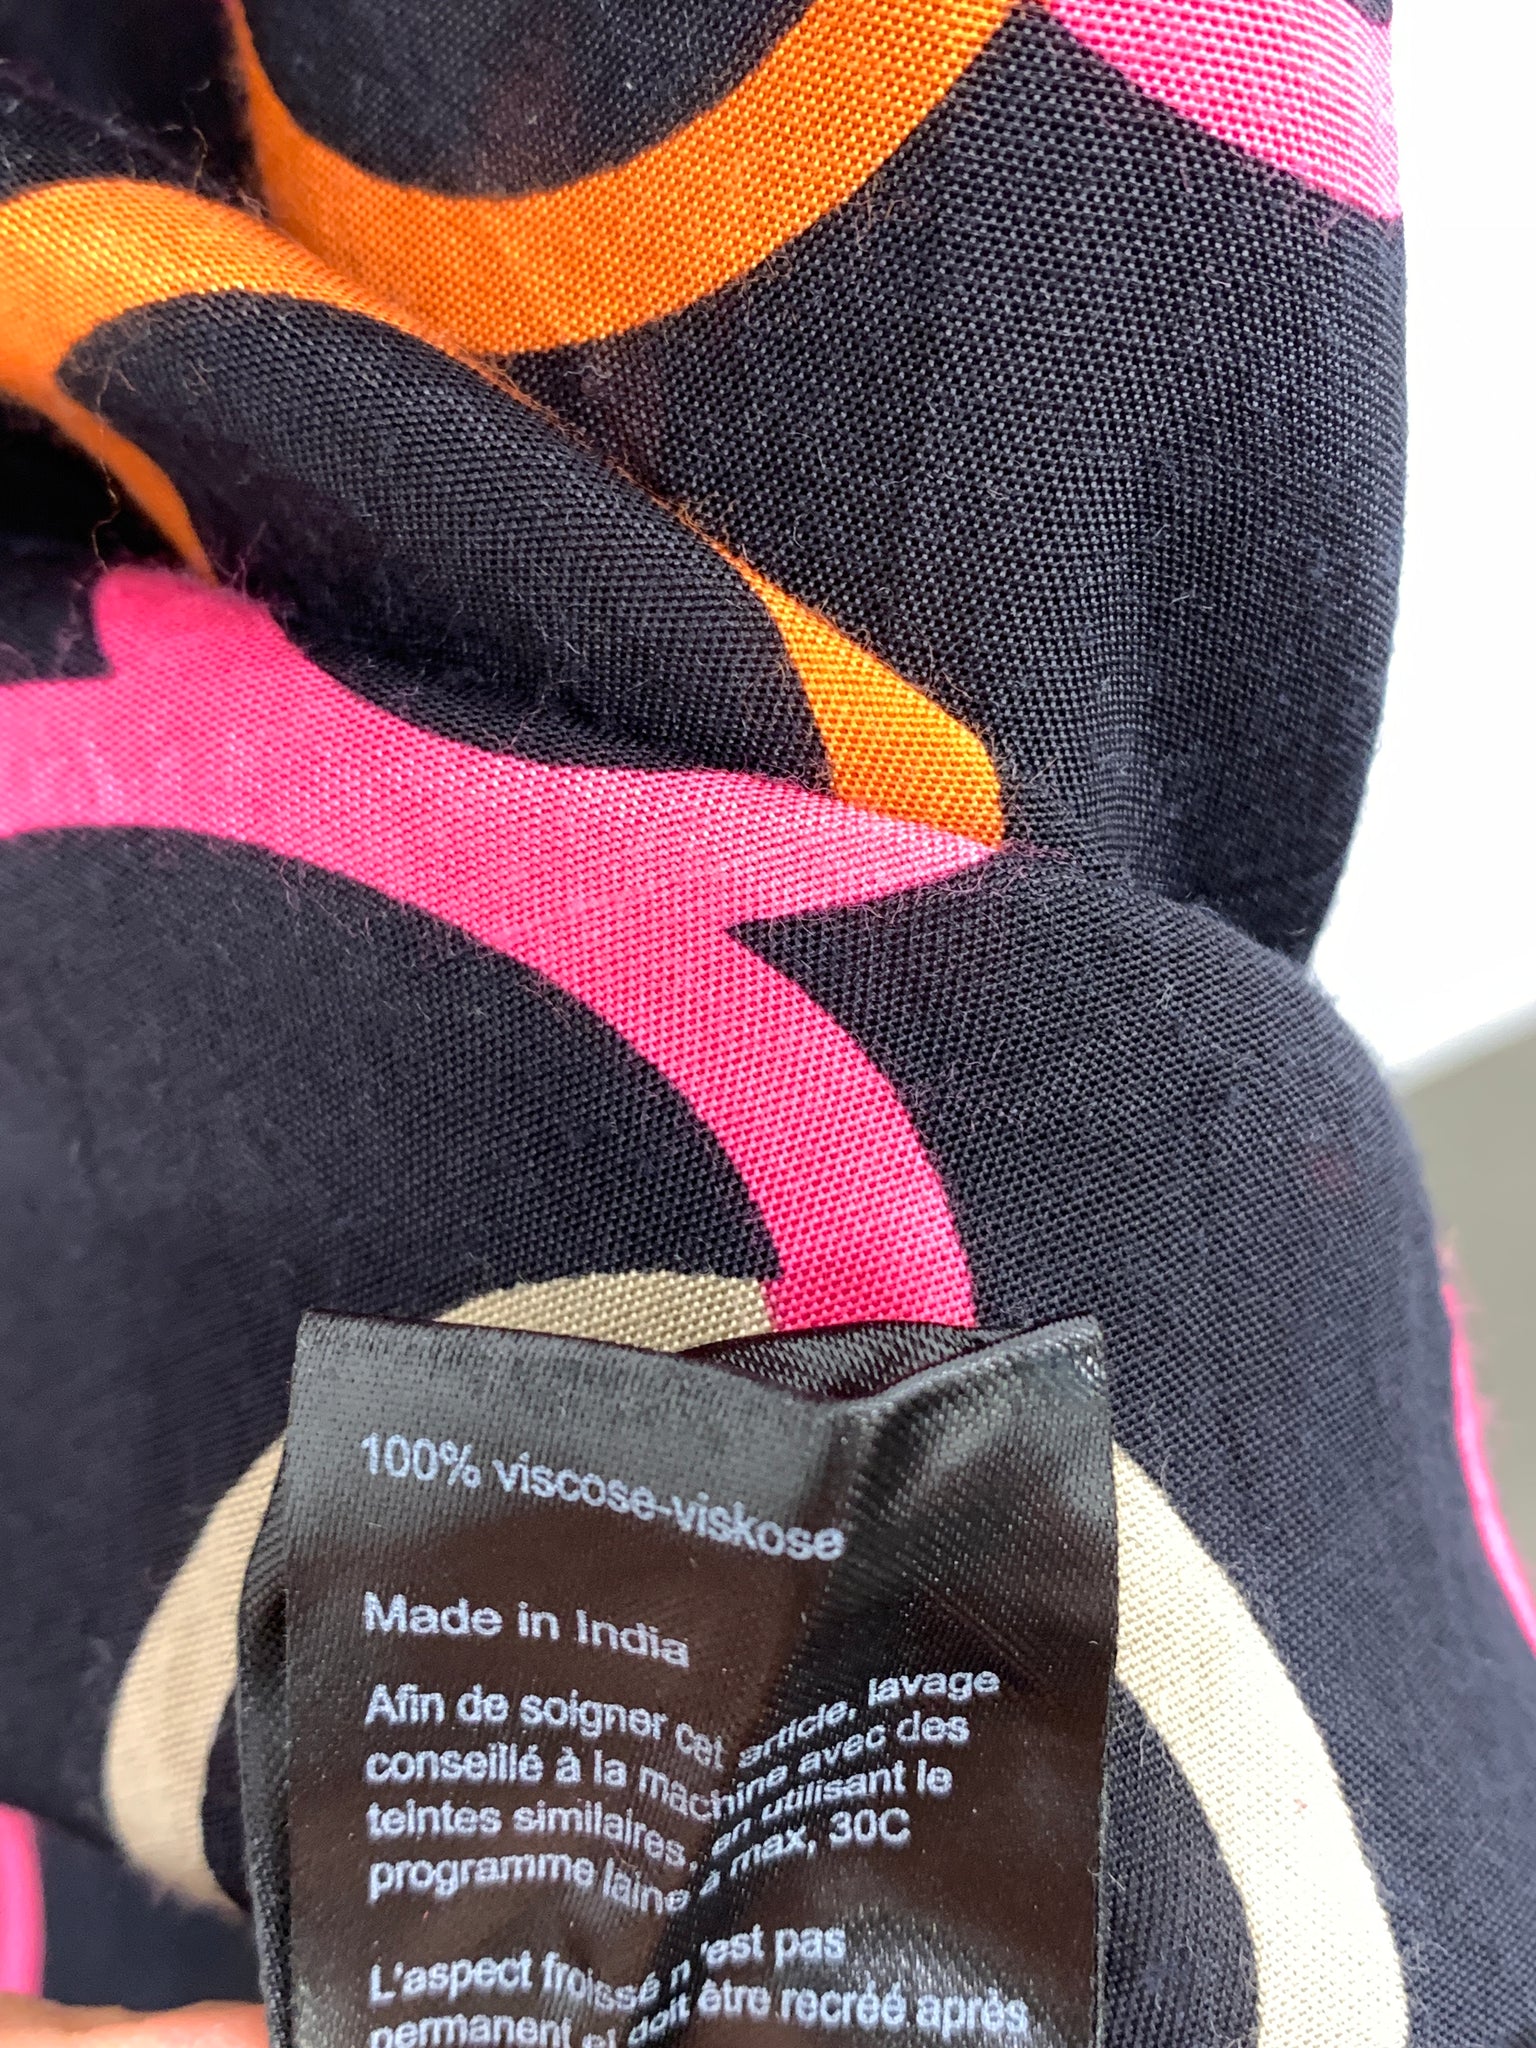 100% viscose-viskose
Made in India
Afin de soigner cet article, lavage
conseillé à la machine avec des
teintes similaires, en utilisant le
programme laine à max, 30C
L'aspect froissé n'est pas
permanent et doit être recréé après